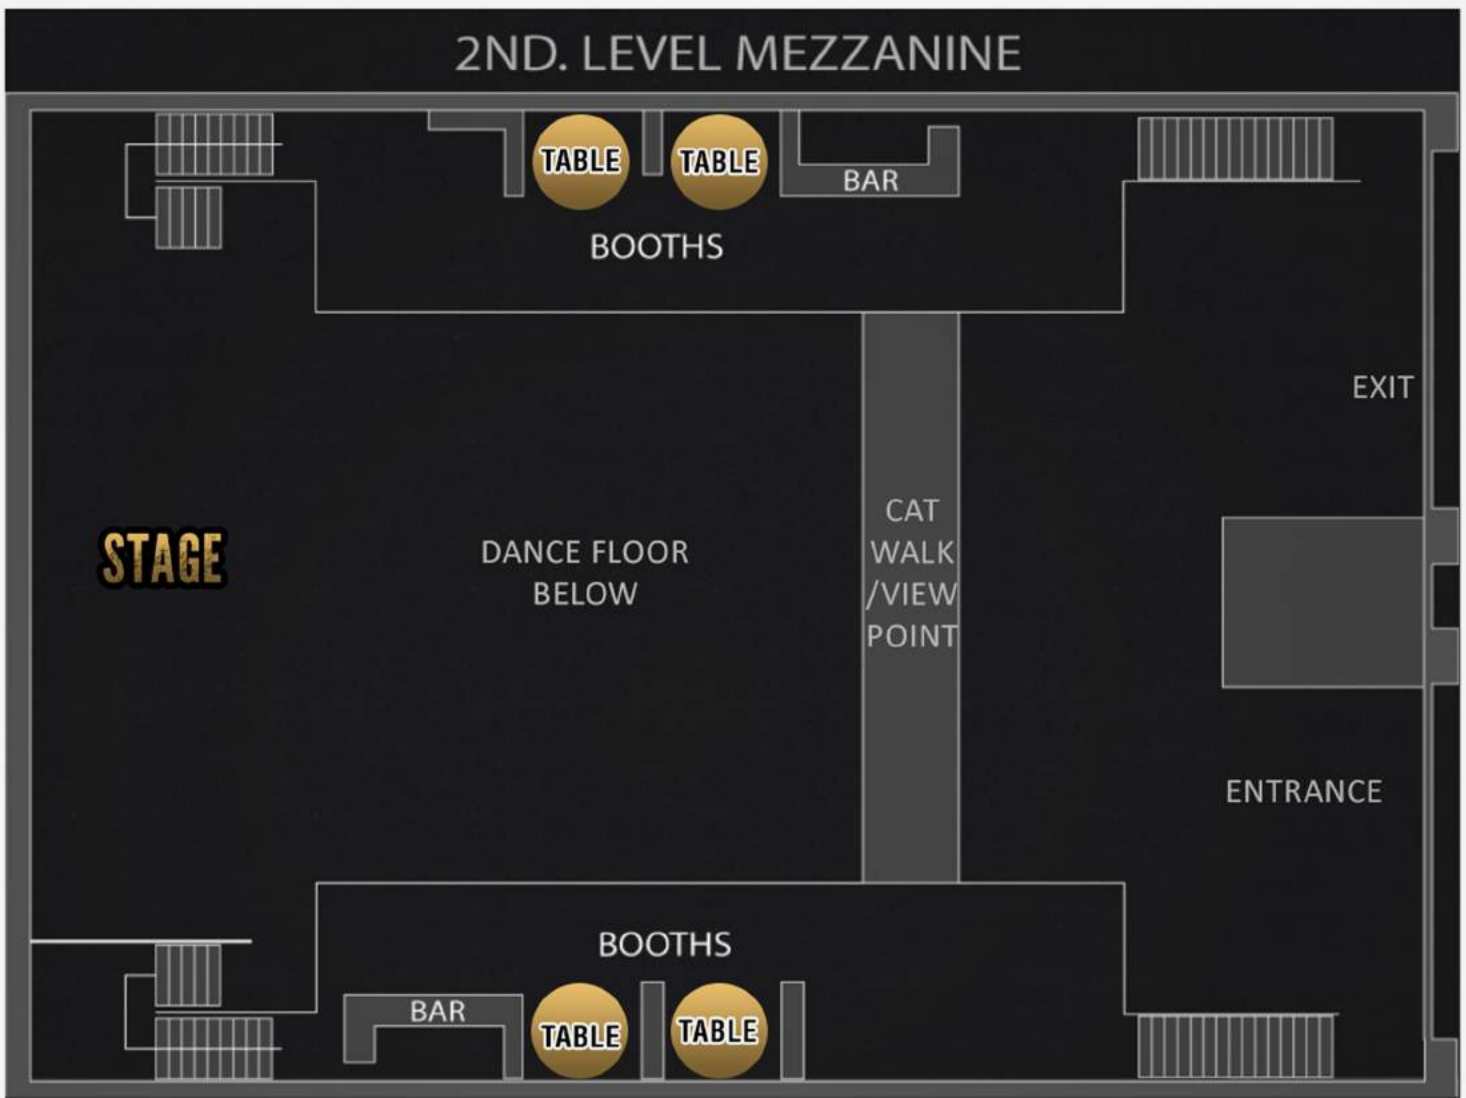 2ND. LEVEL MEZZANINE
TABLE
TABLE
BAR
BOOTHS
EXIT
STAGE
DANCE FLOOR
BELOW
CAT
WALK
/VIEW
POINT
ENTRANCE
BOOTHS
BAR
TABLE
TABLE